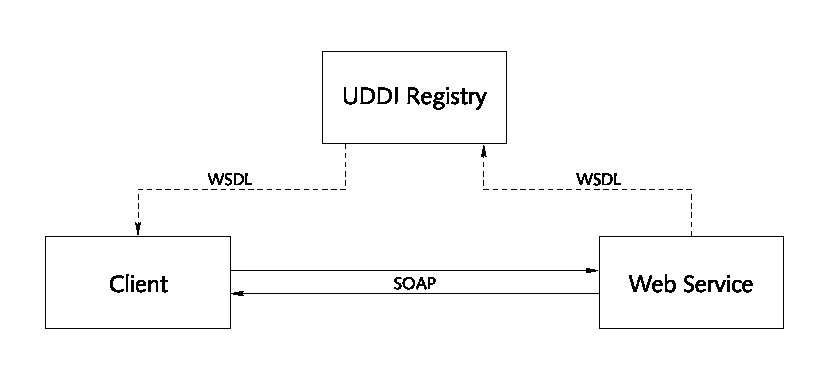 UDDI Registry
WSDL
WSDL
Client
SOAP
Web Service